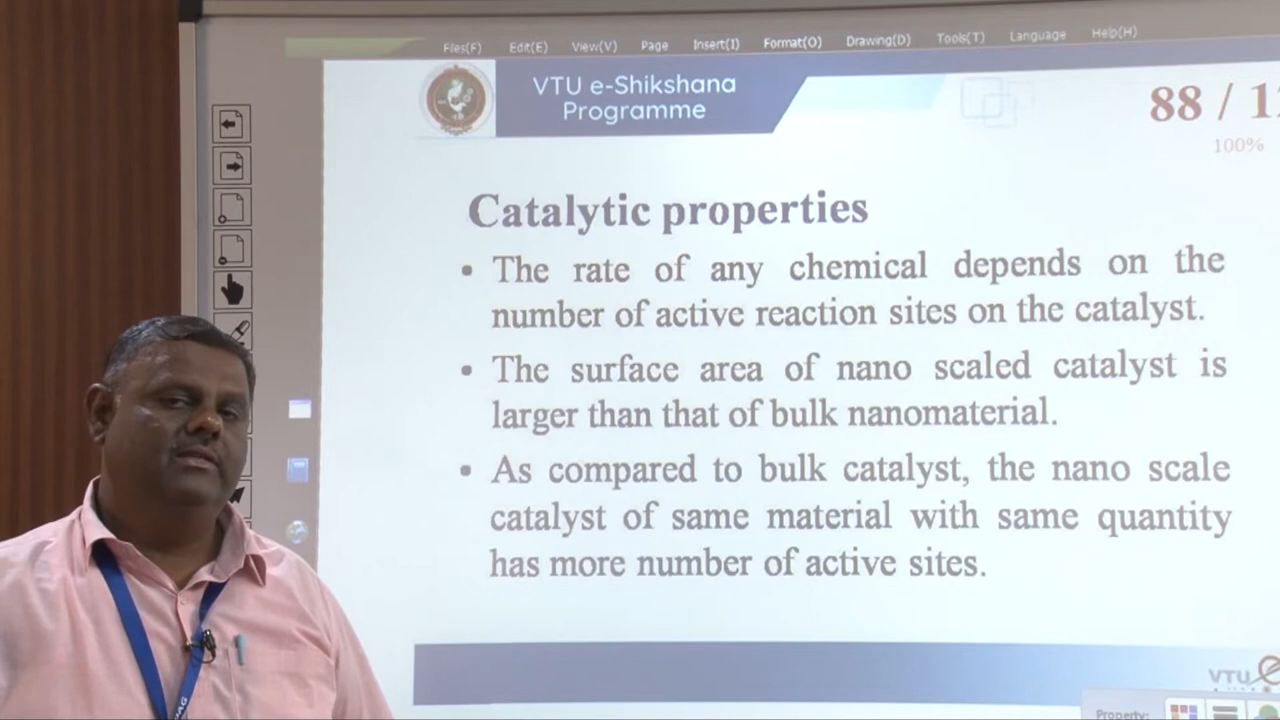 Files(F) Edit(E) View(V) Page Insert(I) Format(O) Drawing(D) Tools(T) Language Help(H)
VTU e-Shikshana
Programme
88 / 12
100%
Catalytic properties
• The rate of any chemical depends on the
number of active reaction sites on the catalyst.
• The surface area of nano scaled catalyst is
larger than that of bulk nanomaterial.
• As compared to bulk catalyst, the nano scale
catalyst of same material with same quantity
has more number of active sites.
VTU
Property: